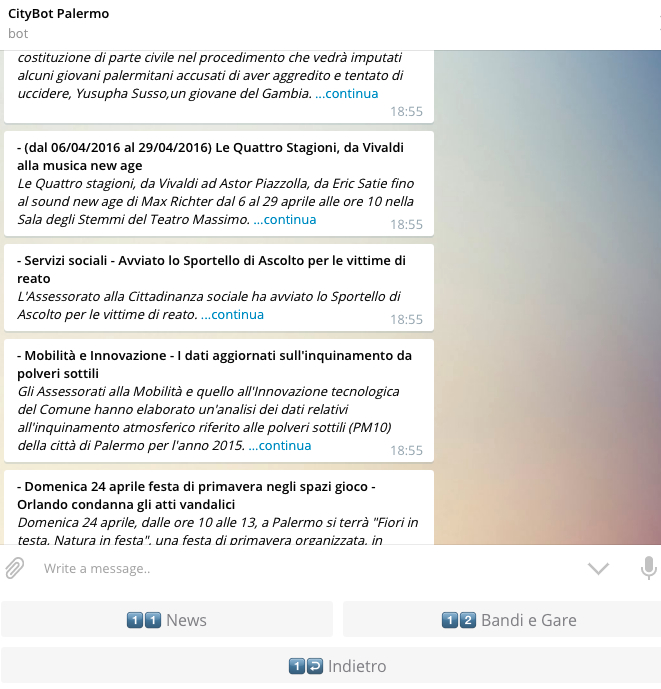 CityBot Palermo
bot
costituzione di parte civile nel procedimento che vedrà imputati
alcuni giovani palermitani accusati di aver aggredito e tentato di
uccidere, Yusupha Susso,un giovane del Gambia. ...continua
18:55
- (dal 06/04/2016 al 29/04/2016) Le Quattro Stagioni, da Vivaldi
alla musica new age
Le Quattro stagioni, da Vivaldi ad Astor Piazzolla, da Eric Satie fino
al sound new age di Max Richter dal 6 al 29 aprile alle ore 10 nella
Sala degli Stemmi del Teatro Massimo. ...continua
18:55
- Servizi sociali - Avviato lo Sportello di Ascolto per le vittime di
reato
L'Assessorato alla Cittadinanza sociale ha avviato lo Sportello di
Ascolto per le vittime di reato. ...continua
18:55
- Mobilità e Innovazione - I dati aggiornati sull'inquinamento da
polveri sottili
Gli Assessorati alla Mobilità e quello all'Innovazione tecnologica
del Comune hanno elaborato un'analisi dei dati relativi
all'inquinamento atmosferico riferito alle polveri sottili (PM10)
della città di Palermo per l'anno 2015. ...continua
18:55
- Domenica 24 aprile festa di primavera negli spazi gioco -
Orlando condanna gli atti vandalici
Domenica 24 aprile, dalle ore 10 alle 13, a Palermo si terrà "Fiori in
testa, Natura in festa", una festa di primavera organizzata, in
Write a message..
1 1 News
1 2 Bandi e Gare
1 Indietro